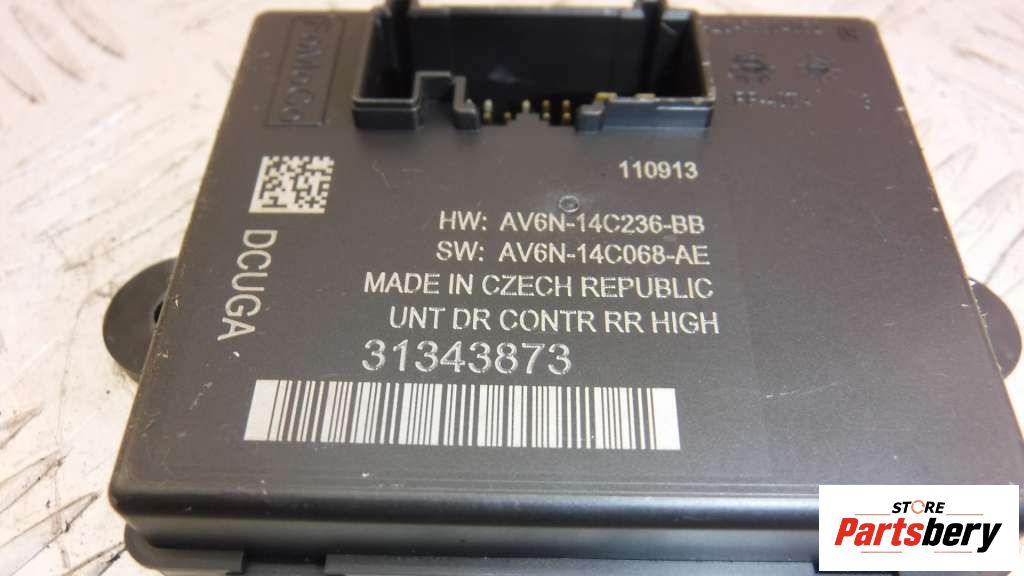 FoMoCo
110913
HW: AV6N-14C236-BB
SW: AV6N-14C068-AE
MADE IN CZECH REPUBLIC
UNT DR CONTR RR HIGH
31343873
DCUGA
STORE
Partsbery